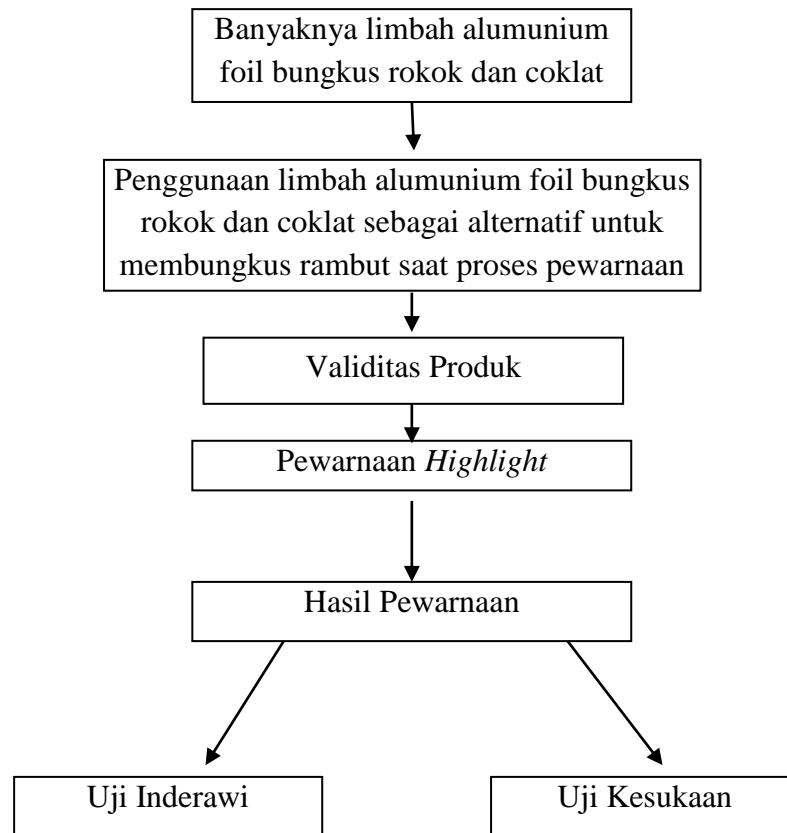 Banyaknya limbah alumunium
foil bungkus rokok dan coklat
Penggunaan limbah alumunium foil bungkus
rokok dan coklat sebagai alternatif untuk
membungkus rambut saat proses pewarnaan
Validitas Produk
Pewarnaan Highlight
Hasil Pewarnaan
Uji Inderawi
Uji Kesukaan